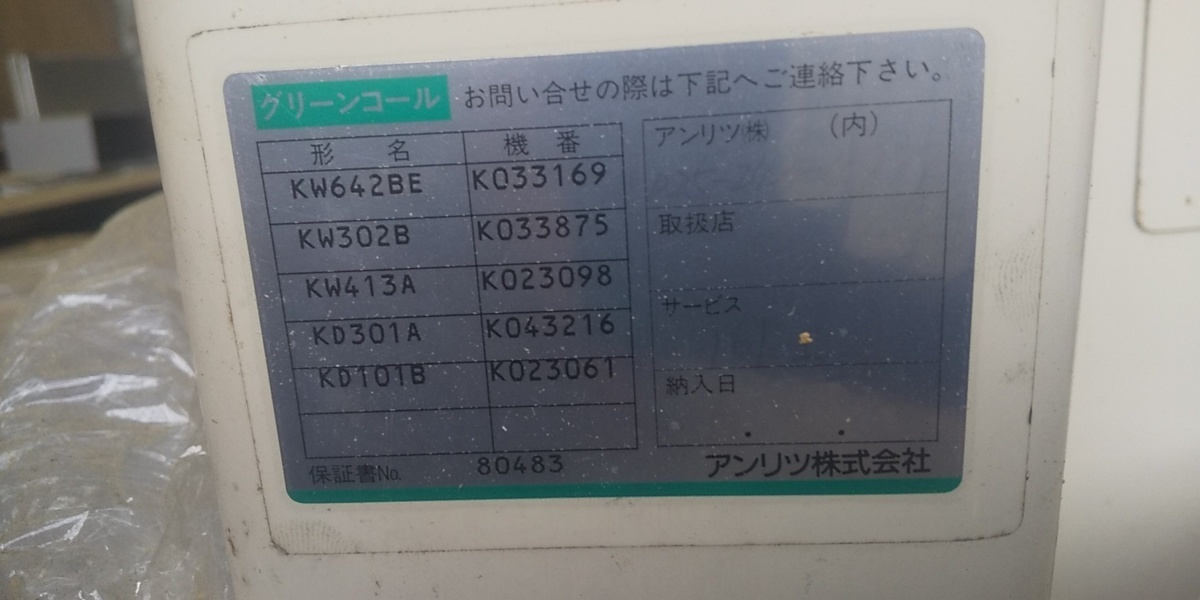 グリーンコール お問い合せの際は下記へご連絡下さい。
形 名 機 番
KW642BE K033169
KW302B K033875
KW413A K023098
KD301A K043216
KD101B K023061
保証書No. 80483
アンリツ㈱ (内)
取扱店
サービス
納入日
. .
アンリツ株式会社